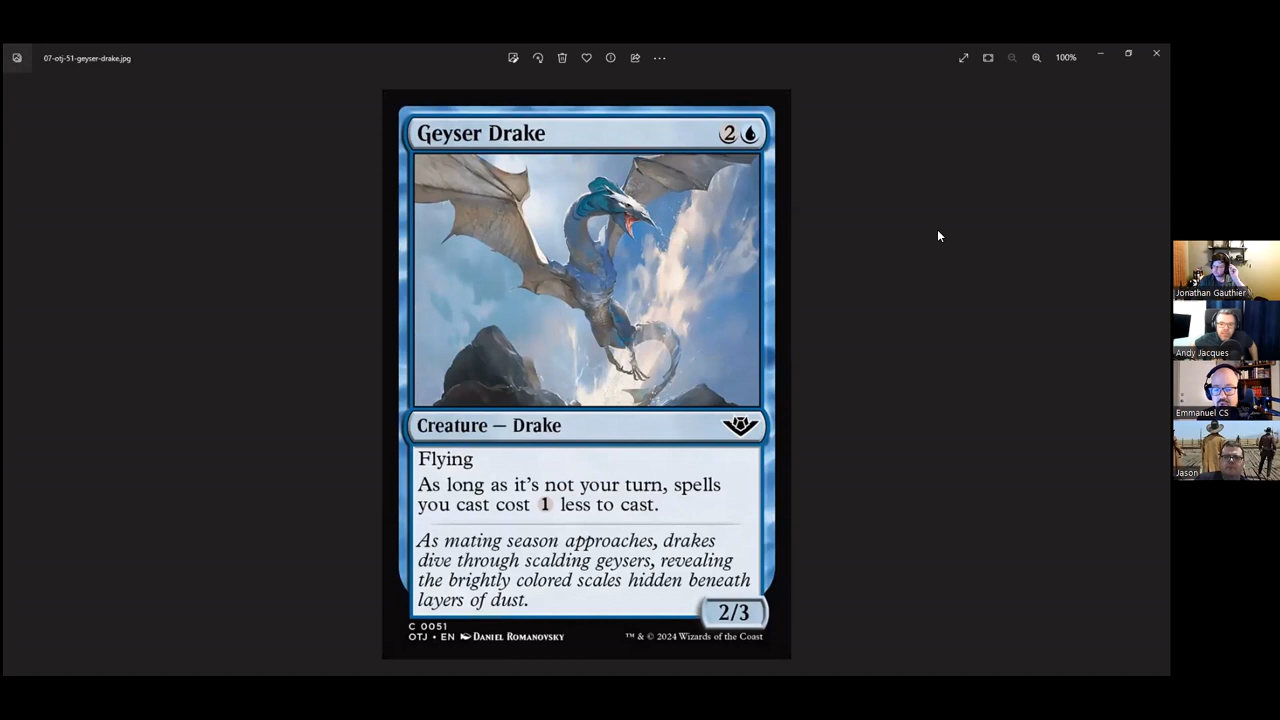 07-otj-51-geyser-drake.jpg
100%
Geyser Drake
2
Creature — Drake
Flying
As long as it's not your turn, spells
you cast cost 1 less to cast.
As mating season approaches, drakes
dive through scalding geysers, revealing
the brightly colored scales hidden beneath
layers of dust.
2/3
C 0051
OTJ • EN Daniel Romanovsky
™ & © 2024 Wizards of the Coast
Jonathan Gauthier
Andy Jacques
Emmanuel CS
Jason